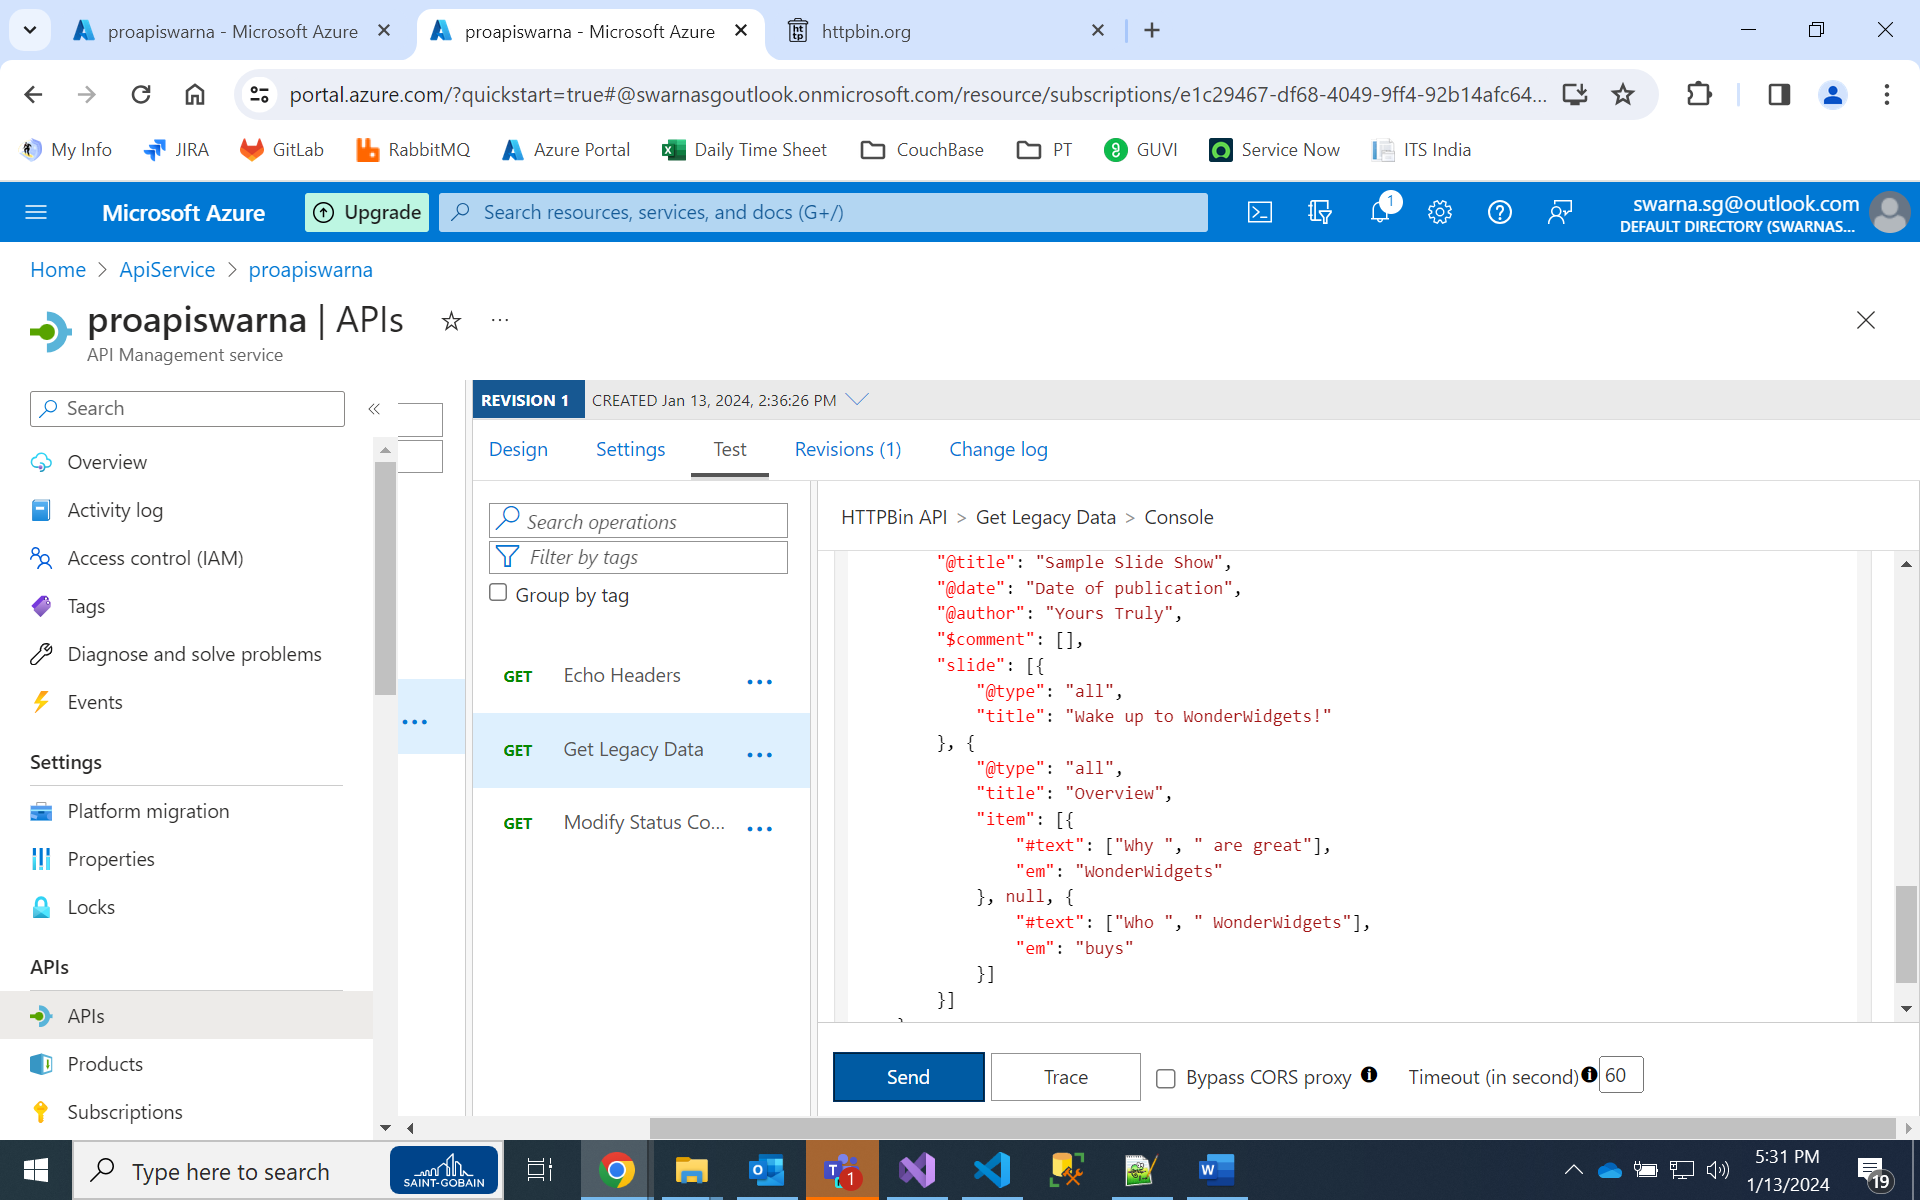 proapiswarna - Microsoft Azure
proapiswarna - Microsoft Azure
httpbin.org
portal.azure.com/?quickstart=true#@swarnasgoutlook.onmicrosoft.com/resource/subscriptions/e1c29467-df68-4049-9ff4-92b14afc64...
My Info
JIRA
GitLab
RabbitMQ
Azure Portal
Daily Time Sheet
CouchBase
PT
GUVI
Service Now
ITS India
Microsoft Azure
Upgrade
Search resources, services, and docs (G+/)
1
swarna.sg@outlook.com
DEFAULT DIRECTORY (SWARNAS...
Home > ApiService > proapiswarna
proapiswarna | APIs
API Management service
Search
Overview
Activity log
Access control (IAM)
Tags
Diagnose and solve problems
Events
Settings
Platform migration
Properties
Locks
APIs
APIs
Products
Subscriptions
REVISION 1
CREATED Jan 13, 2024, 2:36:26 PM
Design
Settings
Test
Revisions (1)
Change log
Search operations
Filter by tags
Group by tag
GET Echo Headers
GET Get Legacy Data
GET Modify Status Co...
HTTPBin API > Get Legacy Data > Console
"@title": "Sample Slide Show",
"@date": "Date of publication",
"@author": "Yours Truly",
"$comment": [],
"slide": [{
"@type": "all",
"title": "Wake up to WonderWidgets!"
}, {
"@type": "all",
"title": "Overview",
"item": [{
"#text": ["Why ", " are great"],
"em": "WonderWidgets"
}, null, {
"#text": ["Who ", " WonderWidgets"],
"em": "buys"
}]
}]
Send
Trace
Bypass CORS proxy
Timeout (in second)
60
Type here to search
SAINT-GOBAIN
1
5:31 PM
1/13/2024
19